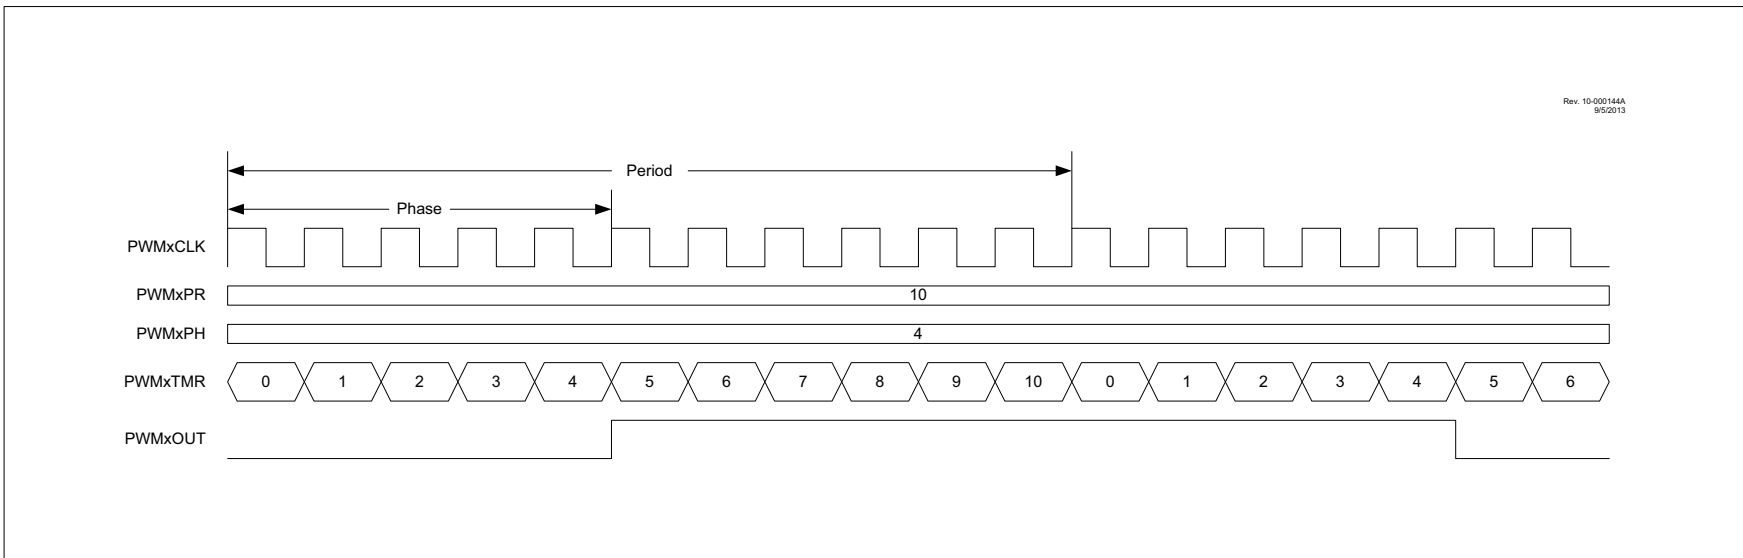 Rev. 10-000144A
9/5/2013
Period
Phase
PWMxCLK
PWMxPR 10
PWMxPH 4
PWMxTMR 0 1 2 3 4 5 6 7 8 9 10 0 1 2 3 4 5 6
PWMxOUT